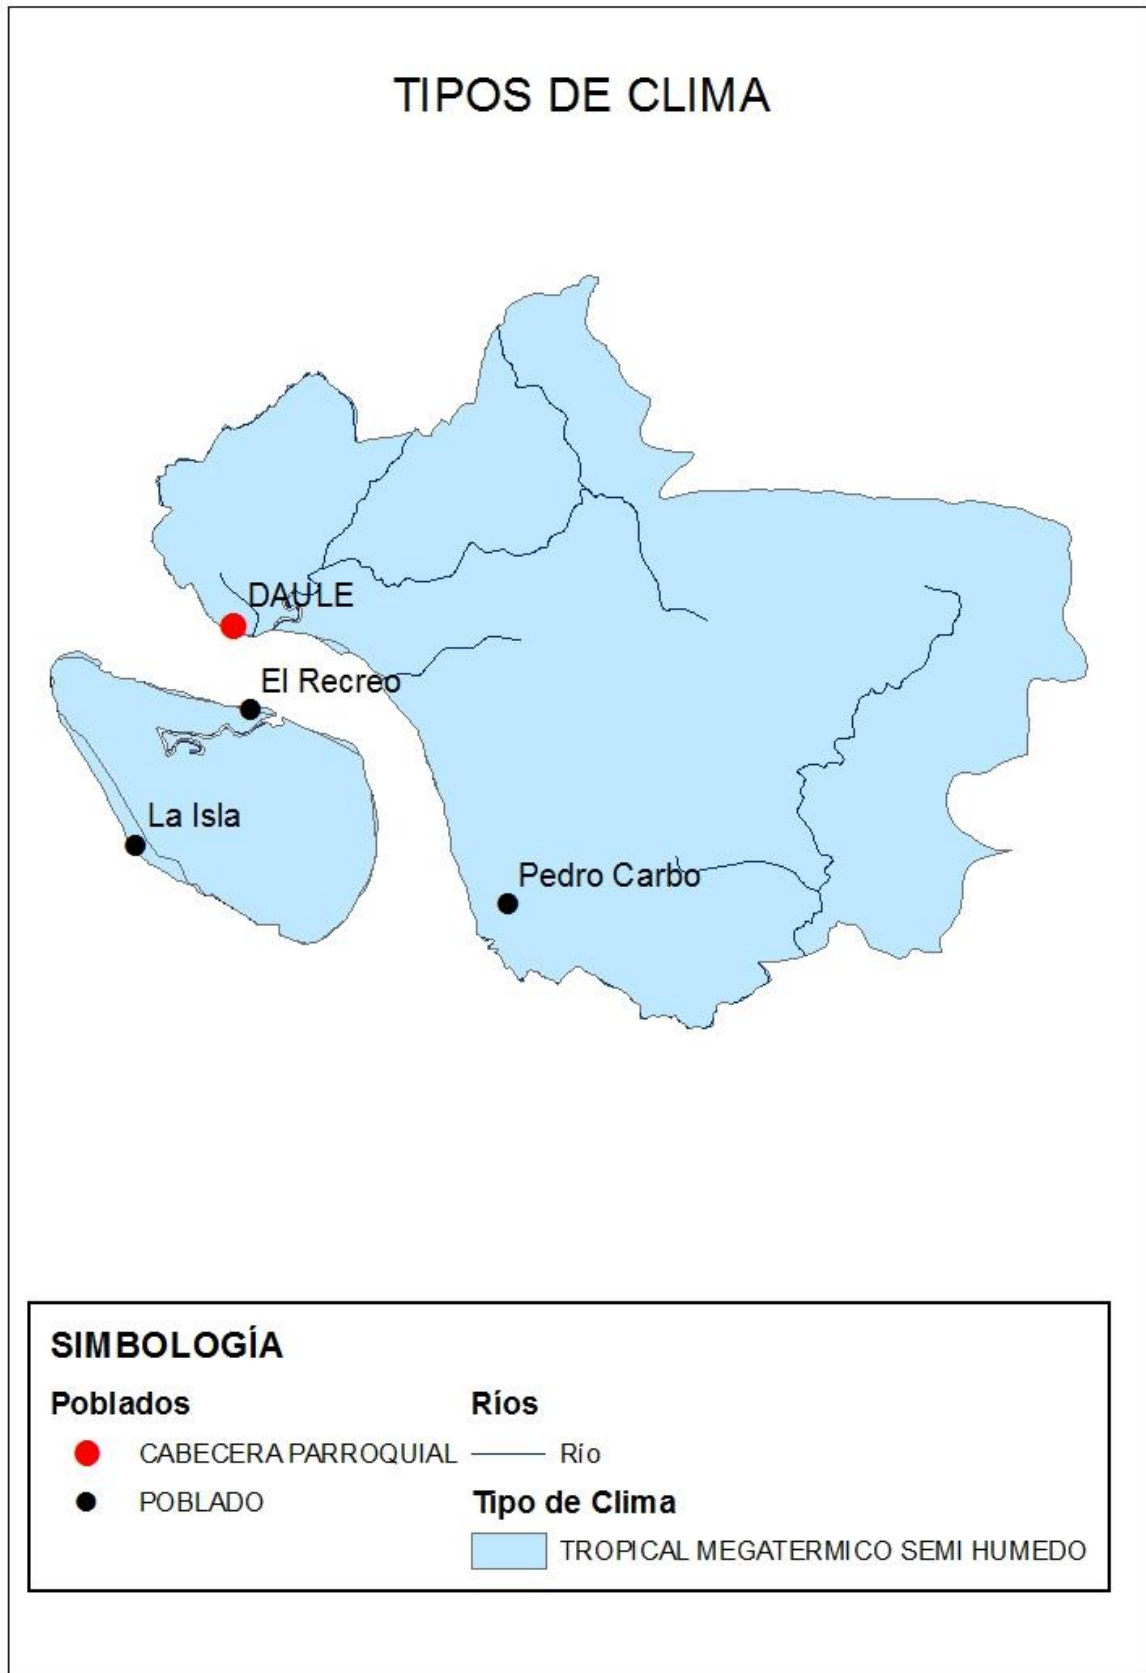 TIPOS DE CLIMA
DAULE
El Recreo
La Isla
Pedro Carbo
SIMBOLOGÍA
Poblados
CABECERA PARROQUIAL
POBLADO
Ríos
Río
Tipo de Clima
TROPICAL MEGATERMICO SEMI HUMEDO